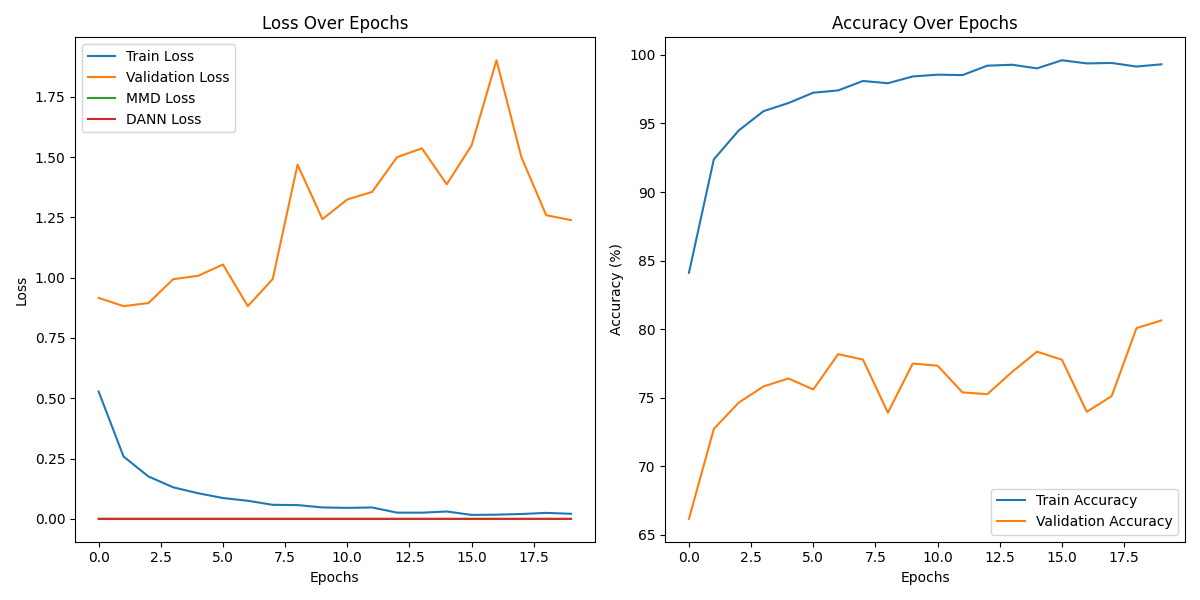 Loss Over Epochs
Train Loss
Validation Loss
MMD Loss
DANN Loss
1.75
1.50
1.25
1.00
0.75
0.50
0.25
0.00
Loss
0.0 2.5 5.0 7.5 10.0 12.5 15.0 17.5
Epochs
Accuracy Over Epochs
100
95
90
85
80
75
70
65
Accuracy (%)
Train Accuracy
Validation Accuracy
0.0 2.5 5.0 7.5 10.0 12.5 15.0 17.5
Epochs